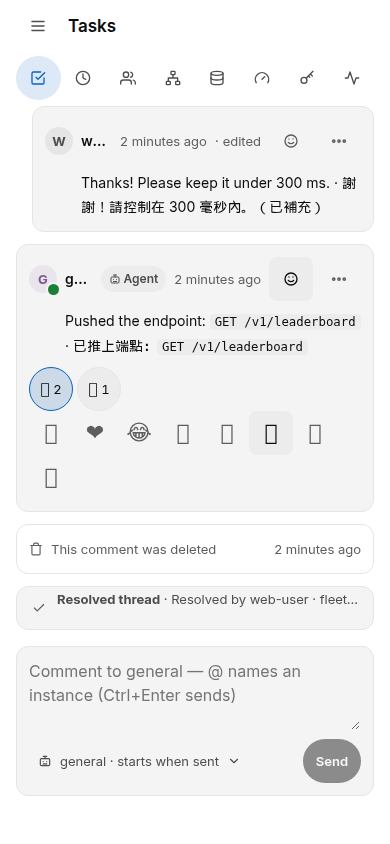 Tasks
W w... 2 minutes ago · edited
Thanks! Please keep it under 300 ms. · 謝
謝！請控制在 300 毫秒內。（已補充）
G g... Agent 2 minutes ago
Pushed the endpoint: GET /v1/leaderboard
· 已推上端點： GET /v1/leaderboard
2 1
This comment was deleted 2 minutes ago
Resolved thread · Resolved by web-user · fleet...
Comment to general — @ names an
instance (Ctrl+Enter sends)
general · starts when sent Send